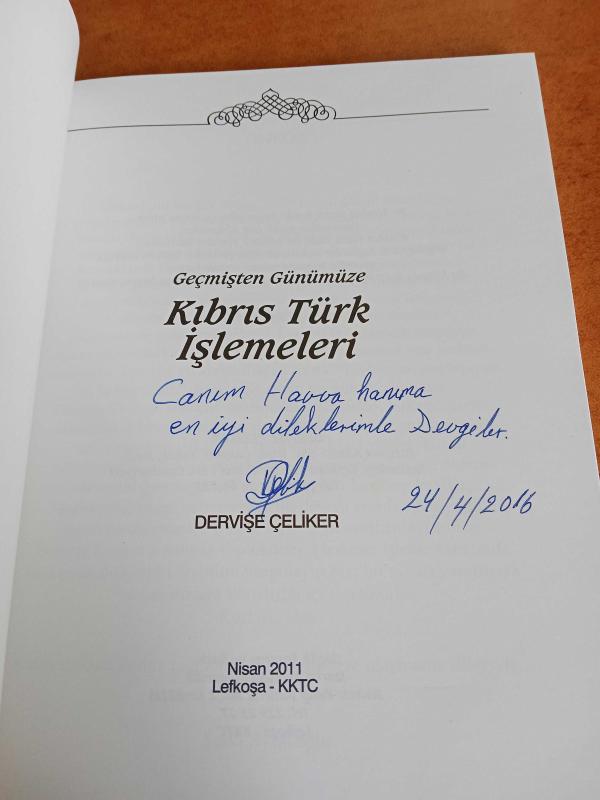 Geçmişten Günümüze
Kıbrıs Türk
İşlemeleri
Canım Havva hanıma
en iyi dileklerimle Sevgiler.
24/4/2016
DERVİŞE ÇELİKER
Nisan 2011
Lefkoşa - KKTC